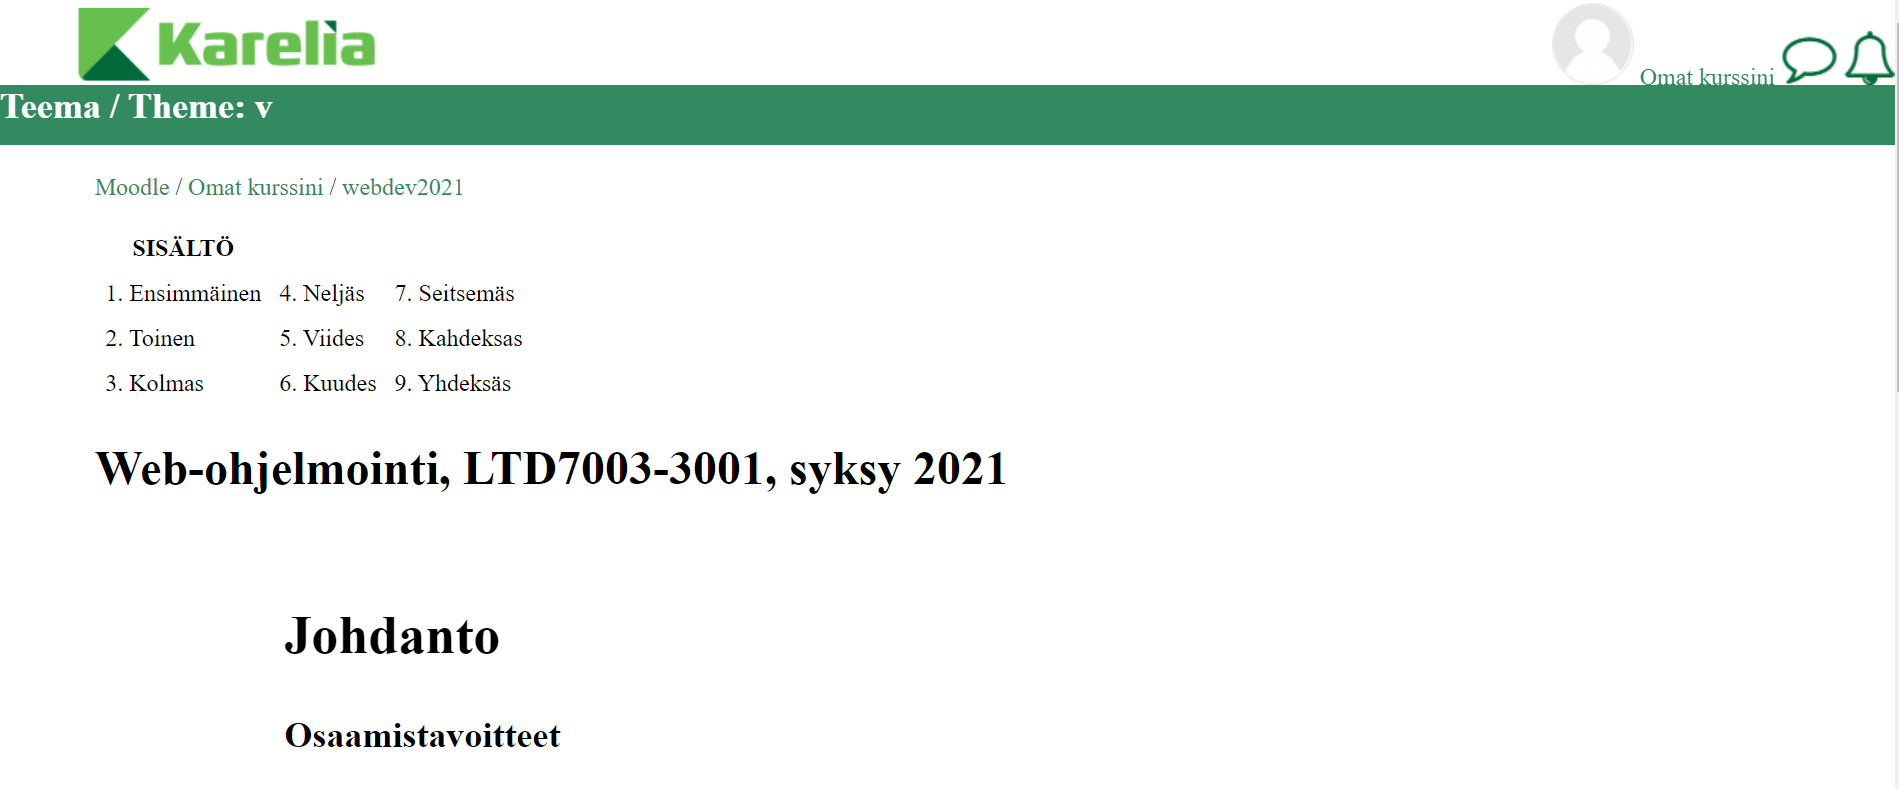 Karelia
Omat kurssini
Teema / Theme: v
Moodle / Omat kurssini / webdev2021
SISÄLTÖ
1. Ensimmäinen 4. Neljäs 7. Seitsemäs
2. Toinen 5. Viides 8. Kahdeksas
3. Kolmas 6. Kuudes 9. Yhdeksäs
Web-ohjelmointi, LTD7003-3001, syksy 2021
Johdanto
Osaamistavoitteet